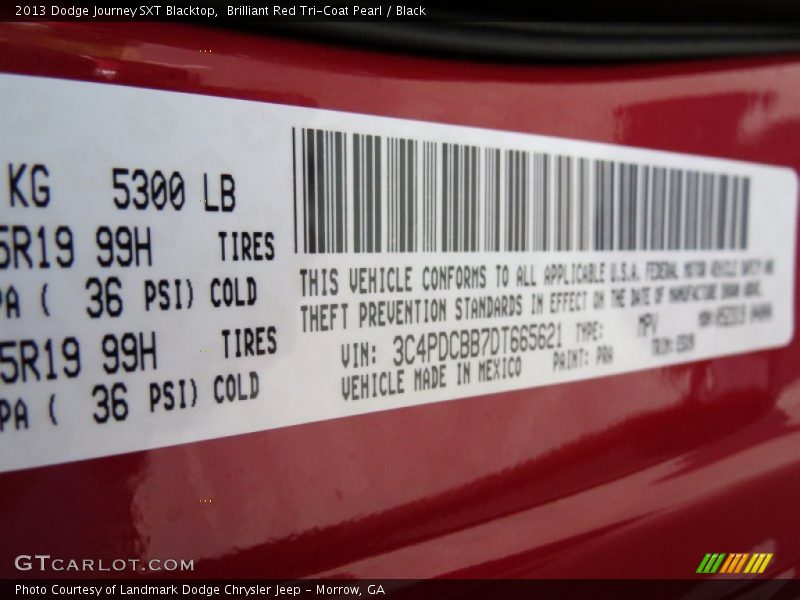 2013 Dodge Journey SXT Blacktop, Brilliant Red Tri-Coat Pearl / Black
KG 5300 LB
5R19 99H TIRES
PA ( 36 PSI) COLD
5R19 99H TIRES
PA ( 36 PSI) COLD
THIS VEHICLE CONFORMS TO ALL APPLICABLE U.S.A. FEDERAL MOTOR VEHICLE SAFETY AND
THEFT PREVENTION STANDARDS IN EFFECT ON THE DATE OF MANUFACTURE SHOWN ABOVE.
VIN: 3C4PDCBB7DT665621 TYPE: MPV
VEHICLE MADE IN MEXICO PAINT: PRA TRIM:
GTCARLOT.COM
Photo Courtesy of Landmark Dodge Chrysler Jeep - Morrow, GA